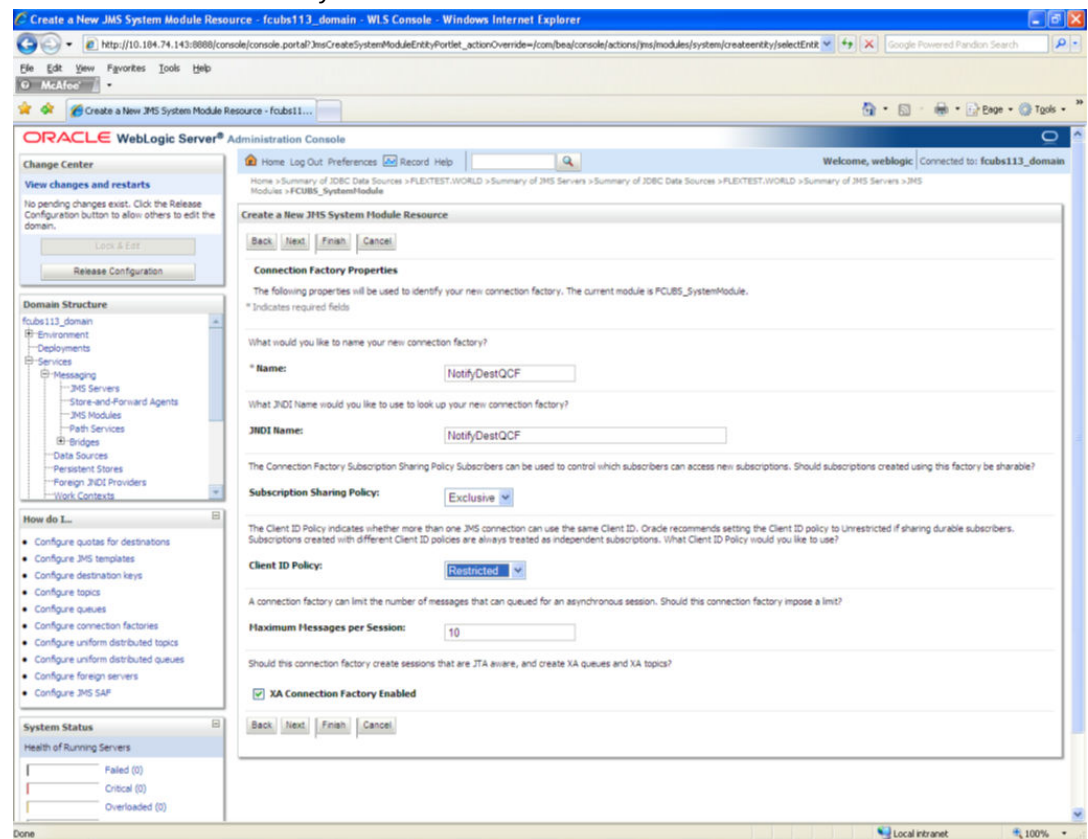 Create a New JMS System Module Resource - fcubs113_domain - WLS Console - Windows Internet Explorer
http://10.184.74.143:8888/console/console.portal?JmsCreateSystemModuleEntityPortlet_actionOverride=/com/bea/console/actions/jms/modules/system/createentity/selectEntit
Google Powered Pandion Search
File Edit View Favorites Tools Help
McAfee
Create a New JMS System Module Resource - fcubs11...
Page Tools
ORACLE WebLogic Server® Administration Console
Change Center
View changes and restarts
No pending changes exist. Click the Release
Configuration button to allow others to edit the
domain.
Lock & Edit
Release Configuration
Domain Structure
fcubs113_domain
Environment
Deployments
Services
Messaging
JMS Servers
Store-and-Forward Agents
JMS Modules
Path Services
Bridges
Data Sources
Persistent Stores
Foreign JNDI Providers
Work Contexts
How do I...
Configure quotas for destinations
Configure JMS templates
Configure destination keys
Configure topics
Configure queues
Configure connection factories
Configure uniform distributed topics
Configure uniform distributed queues
Configure foreign servers
Configure JMS SAF
System Status
Health of Running Servers
Failed (0)
Critical (0)
Overloaded (0)
Home Log Out Preferences Record Help
Welcome, weblogic Connected to: fcubs113_domain
Home >Summary of JDBC Data Sources >FLEXTEST.WORLD >Summary of JMS Servers >Summary of JDBC Data Sources >FLEXTEST.WORLD >Summary of JMS Servers >JMS
Modules >FCUBS_SystemModule
Create a New JMS System Module Resource
Back Next Finish Cancel
Connection Factory Properties
The following properties will be used to identify your new connection factory. The current module is FCUBS_SystemModule.
* Indicates required fields
What would you like to name your new connection factory?
* Name: NotifyDestQCF
What JNDI Name would you like to use to look up your new connection factory?
JNDI Name: NotifyDestQCF
The Connection Factory Subscription Sharing Policy Subscribers can be used to control which subscribers can access new subscriptions. Should subscriptions created using this factory be sharable?
Subscription Sharing Policy: Exclusive
The Client ID Policy indicates whether more than one JMS connection can use the same Client ID. Oracle recommends setting the Client ID policy to Unrestricted if sharing durable subscribers.
Subscriptions created with different Client ID policies are always treated as independent subscriptions. What Client ID Policy would you like to use?
Client ID Policy: Restricted
A connection factory can limit the number of messages that can queued for an asynchronous session. Should this connection factory impose a limit?
Maximum Messages per Session: 10
Should this connection factory create sessions that are JTA aware, and create XA queues and XA topics?
XA Connection Factory Enabled
Back Next Finish Cancel
Done
Local intranet
100%